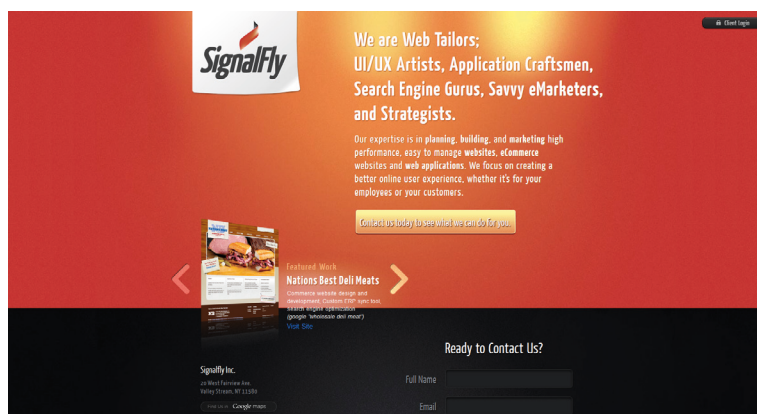 Client Login
SignalFly
We are Web Tailors;
UI/UX Artists, Application Craftsmen,
Search Engine Gurus, Savvy eMarketers,
and Strategists.
Our expertise is in planning, building, and marketing high
performance, easy to manage websites, eCommerce
websites and web applications. We focus on creating a
better online user experience, whether it's for your
employees or your customers.
Contact us today to see what we can do for you.
Featured Work
Nations Best Deli Meats
Commerce website design and
development, Custom ERP sync tool,
Search engine optimization
(google "wholesale deli meat")
Visit Site
Ready to Contact Us?
Signalfly Inc.
20 West Fairview Ave.
Valley Stream, NY 11580
Google maps
Full Name
Email